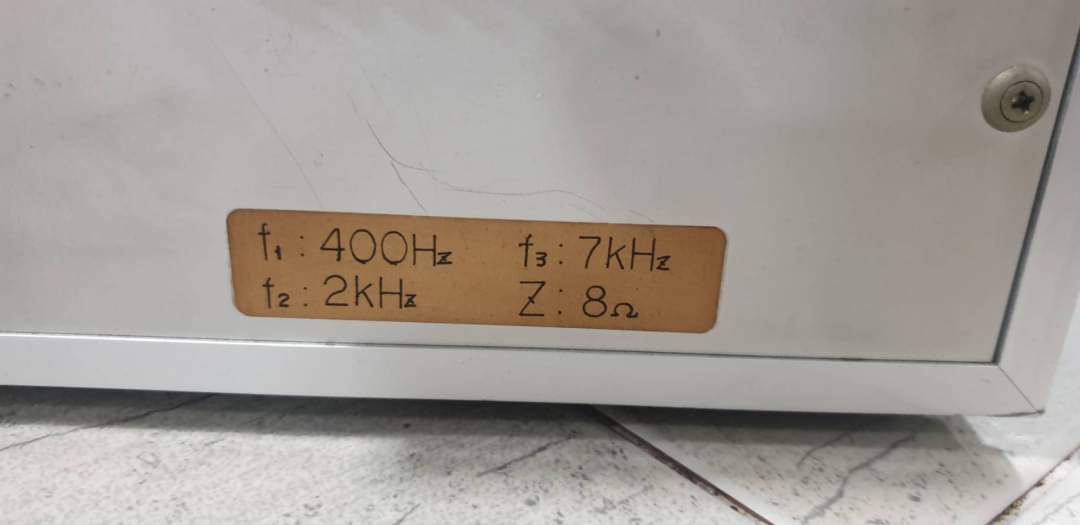 f₁ : 400Hz f₃ : 7kHz
f₂ : 2kHz Z : 8Ω